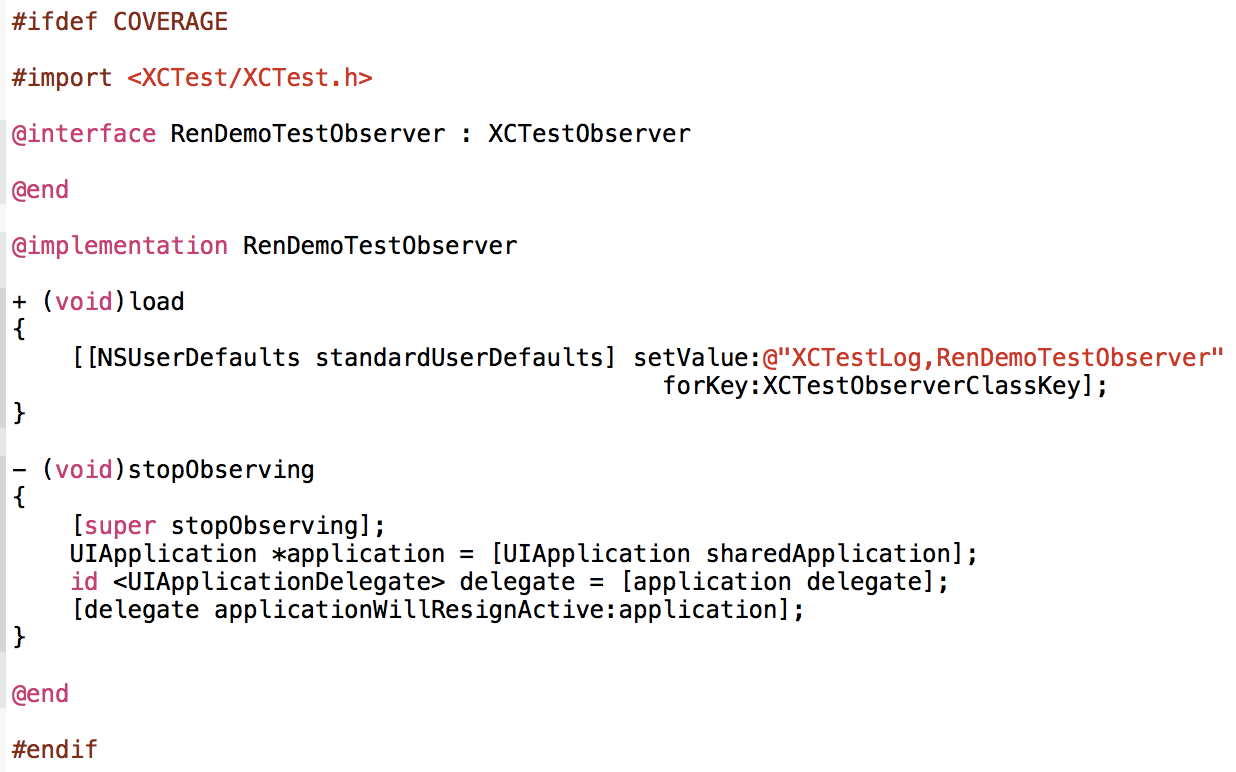 #ifdef COVERAGE
#import <XCTest/XCTest.h>
@interface RenDemoTestObserver : XCTestObserver
@end
@implementation RenDemoTestObserver
+ (void)load
{
    [[NSUserDefaults standardUserDefaults] setValue:@"XCTestLog,RenDemoTestObserver"
                                             forKey:XCTestObserverClassKey];
}
- (void)stopObserving
{
    [super stopObserving];
    UIApplication *application = [UIApplication sharedApplication];
    id <UIApplicationDelegate> delegate = [application delegate];
    [delegate applicationWillResignActive:application];
}
@end
#endif